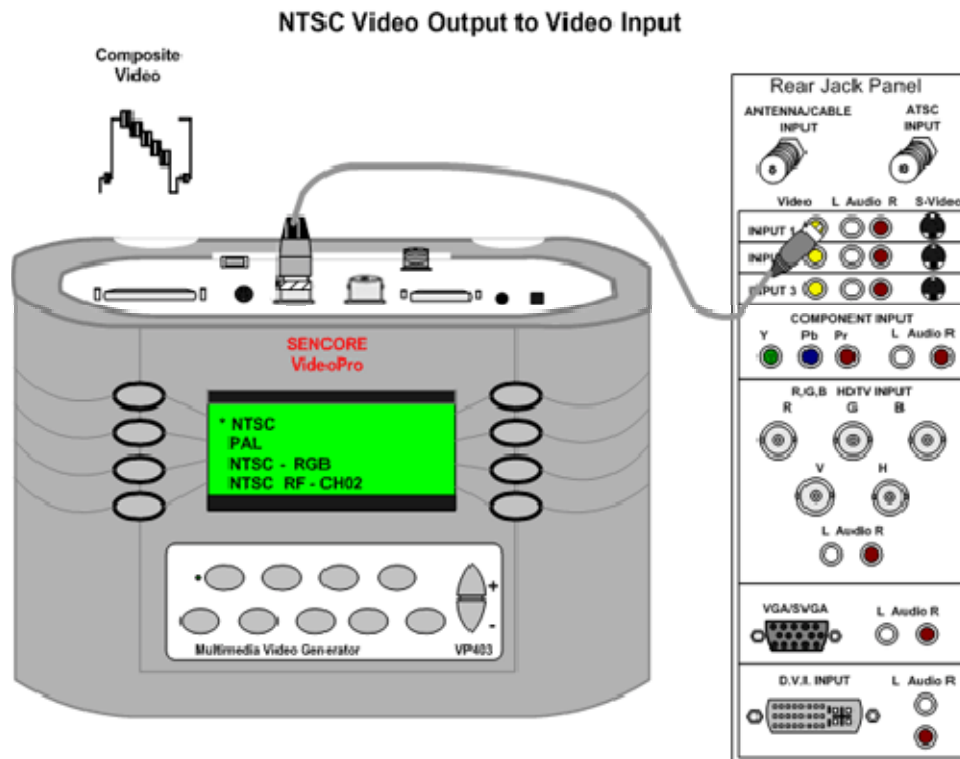 NTSC Video Output to Video Input
Composite
Video
Rear Jack Panel
ANTENNA/CABLE
INPUT
ATSC
INPUT
Video L Audio R S-Video
INPUT 1
INPUT
INPUT 3
COMPONENT INPUT
Y Pb Pr L Audio R
R,G,B HDTV INPUT
R G B
V H
L Audio R
VGA/SVGA L Audio R
D.V.I. INPUT L Audio R
SENCORE
VideoPro
* NTSC
PAL
NTSC - RGB
NTSC RF - CH02
+
-
Multimedia Video Generator VP403